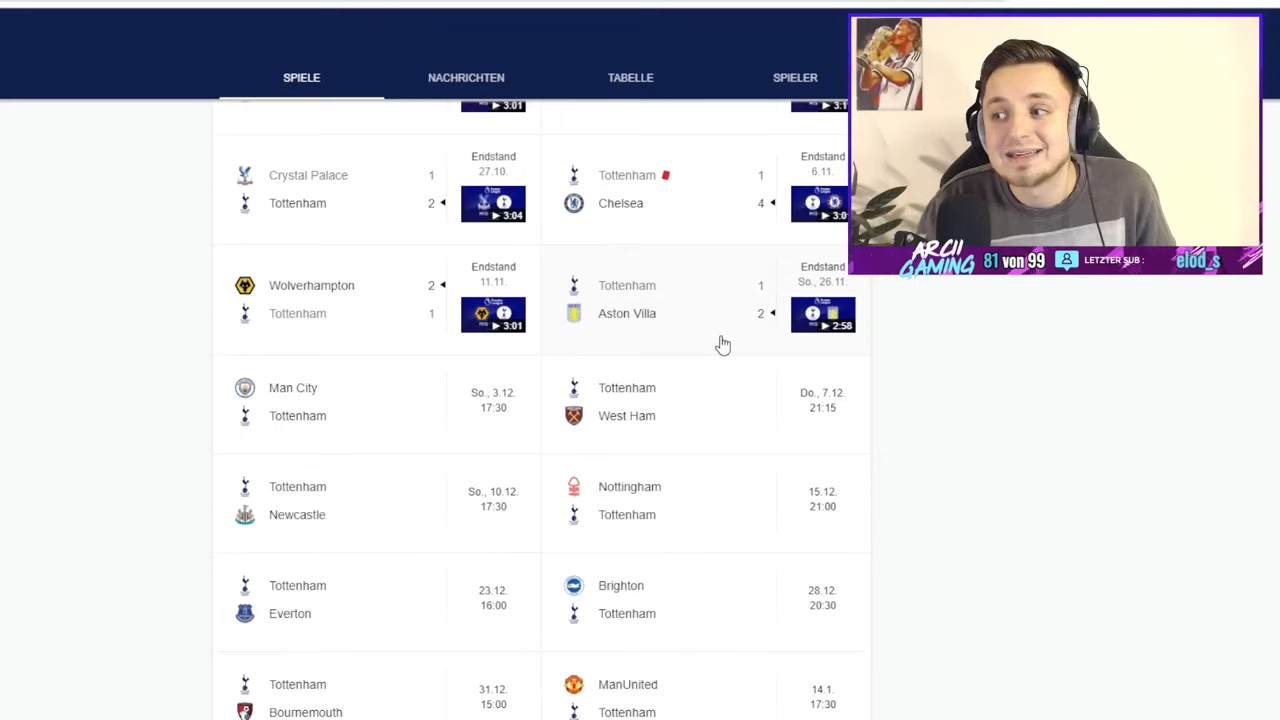 SPIELE NACHRICHTEN TABELLE SPIELER
3:01
Crystal Palace 1
Tottenham 2
Endstand
27.10.
3:04
Tottenham 1
Chelsea 4
Endstand
6.11.
Wolverhampton 2
Tottenham 1
Endstand
11.11.
3:01
Tottenham 1
Aston Villa 2
Endstand
So., 26.11.
2:58
Man City
Tottenham
So., 3.12.
17:30
Tottenham
West Ham
Do., 7.12.
21:15
Tottenham
Newcastle
So., 10.12.
17:30
Nottingham
Tottenham
15.12.
21:00
Tottenham
Everton
23.12.
16:00
Brighton
Tottenham
28.12.
20:30
Tottenham
Bournemouth
31.12.
15:00
ManUnited
Tottenham
14.1.
17:30
ARCII
GAMING
81 von 99
LETZTER SUB :
elod_s